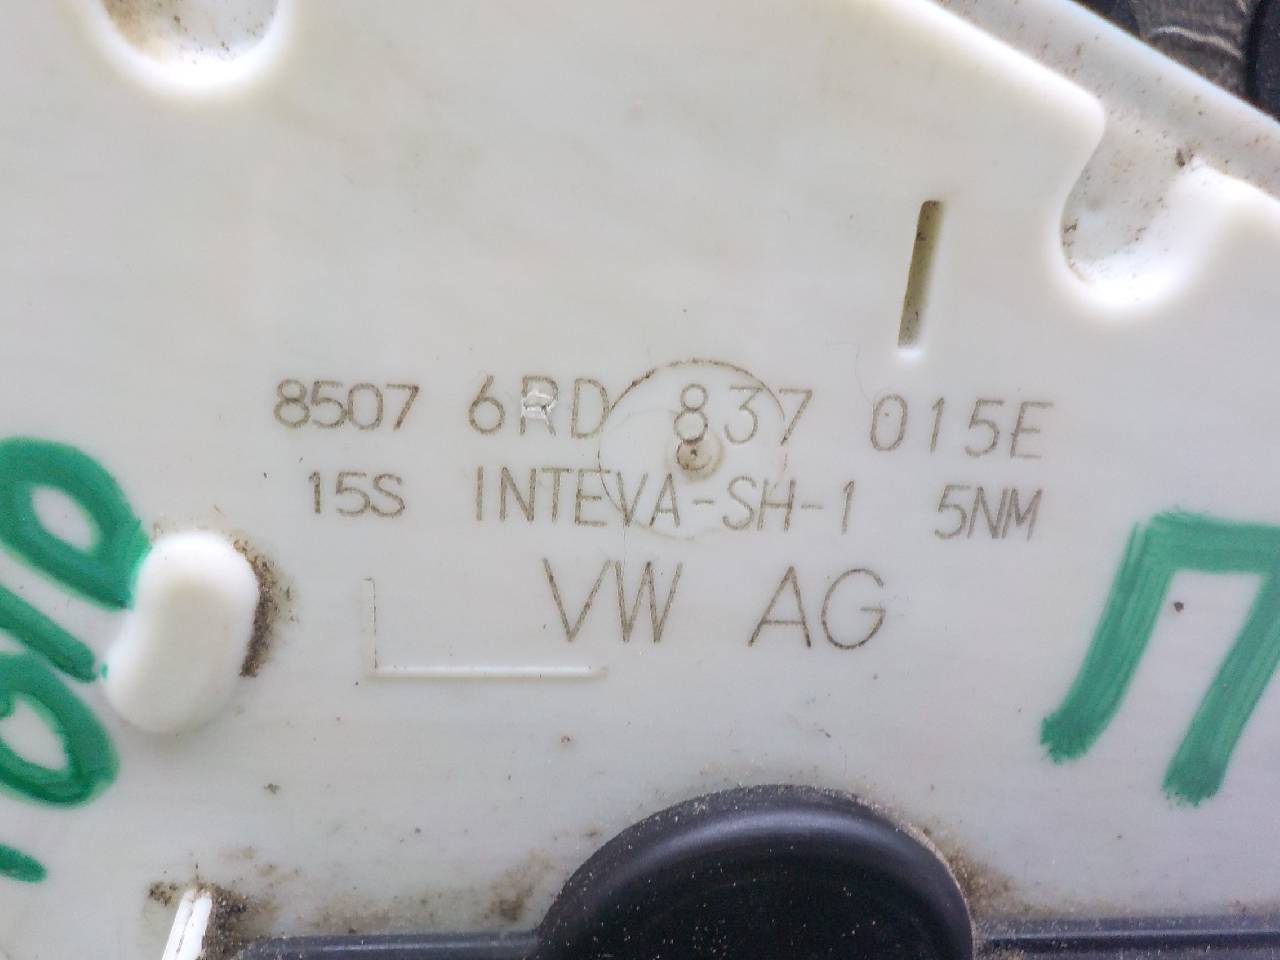 8507 6RD 837 015E
15S INTEVA-SH-1 5NM
VW AG
П